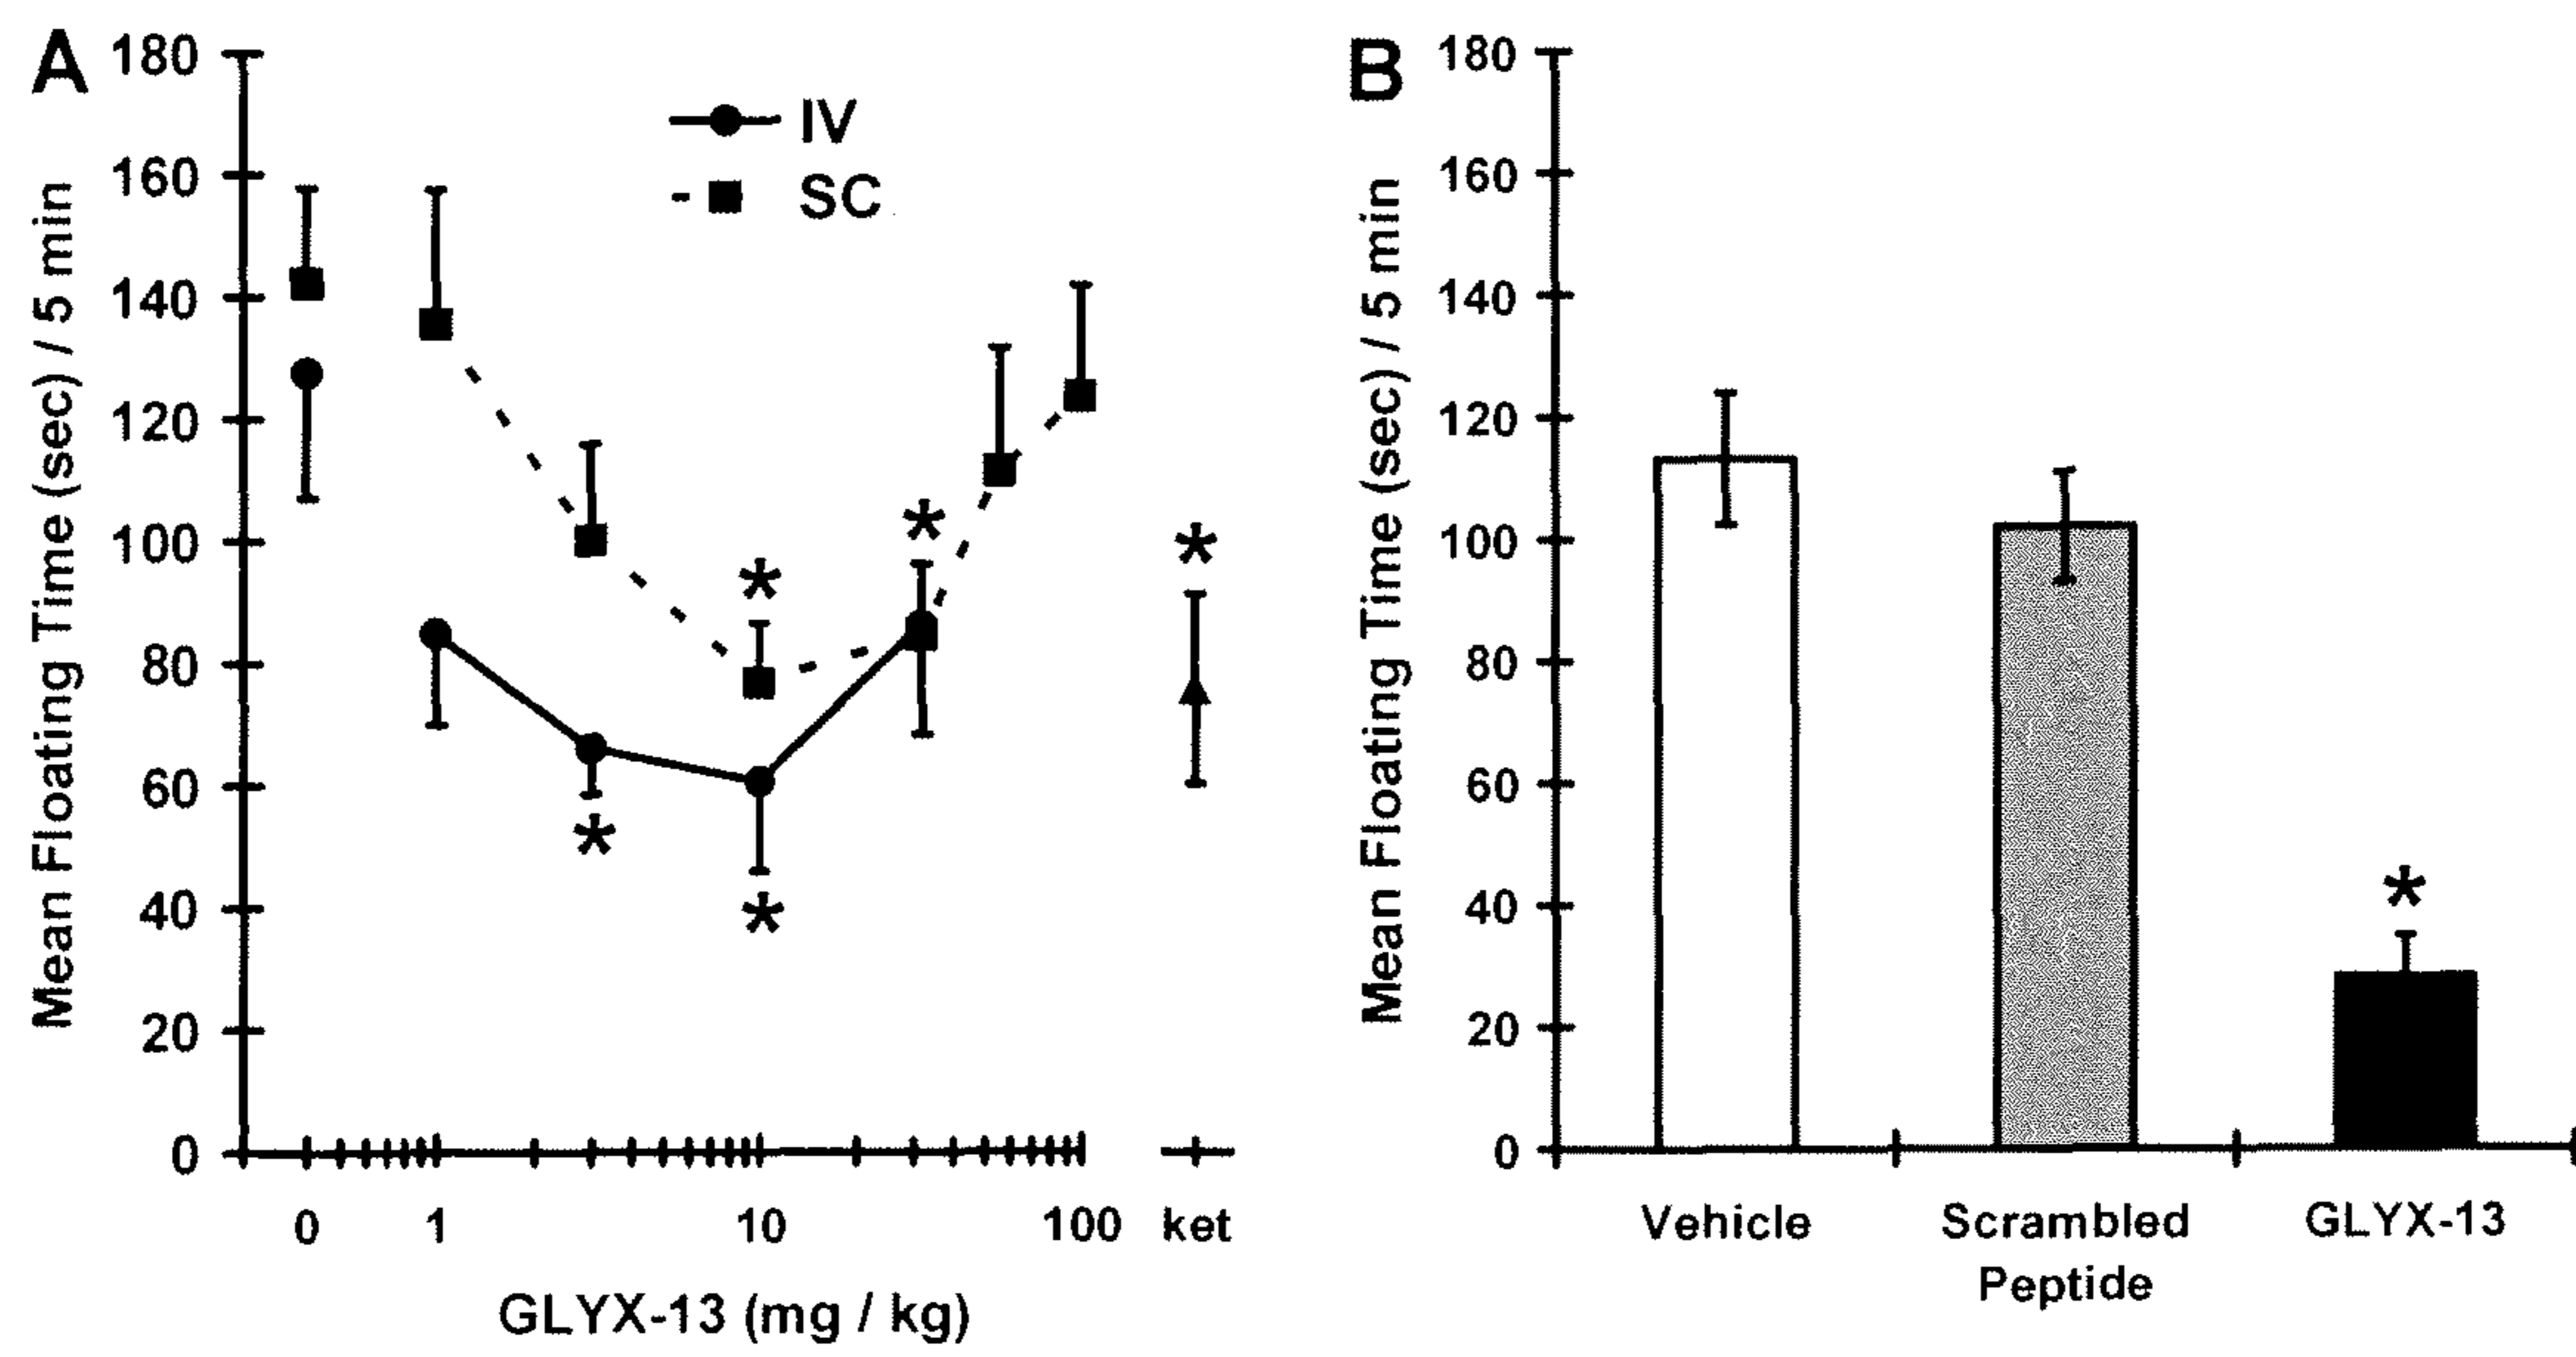 A
Mean Floating Time (sec) / 5 min
180
160
140
120
100
80
60
40
20
0
IV
SC
*
*
*
*
*
0 1 10 100 ket
GLYX-13 (mg / kg)
B
Mean Floating Time (sec) / 5 min
180
160
140
120
100
80
60
40
20
0
*
Vehicle Scrambled GLYX-13
Peptide